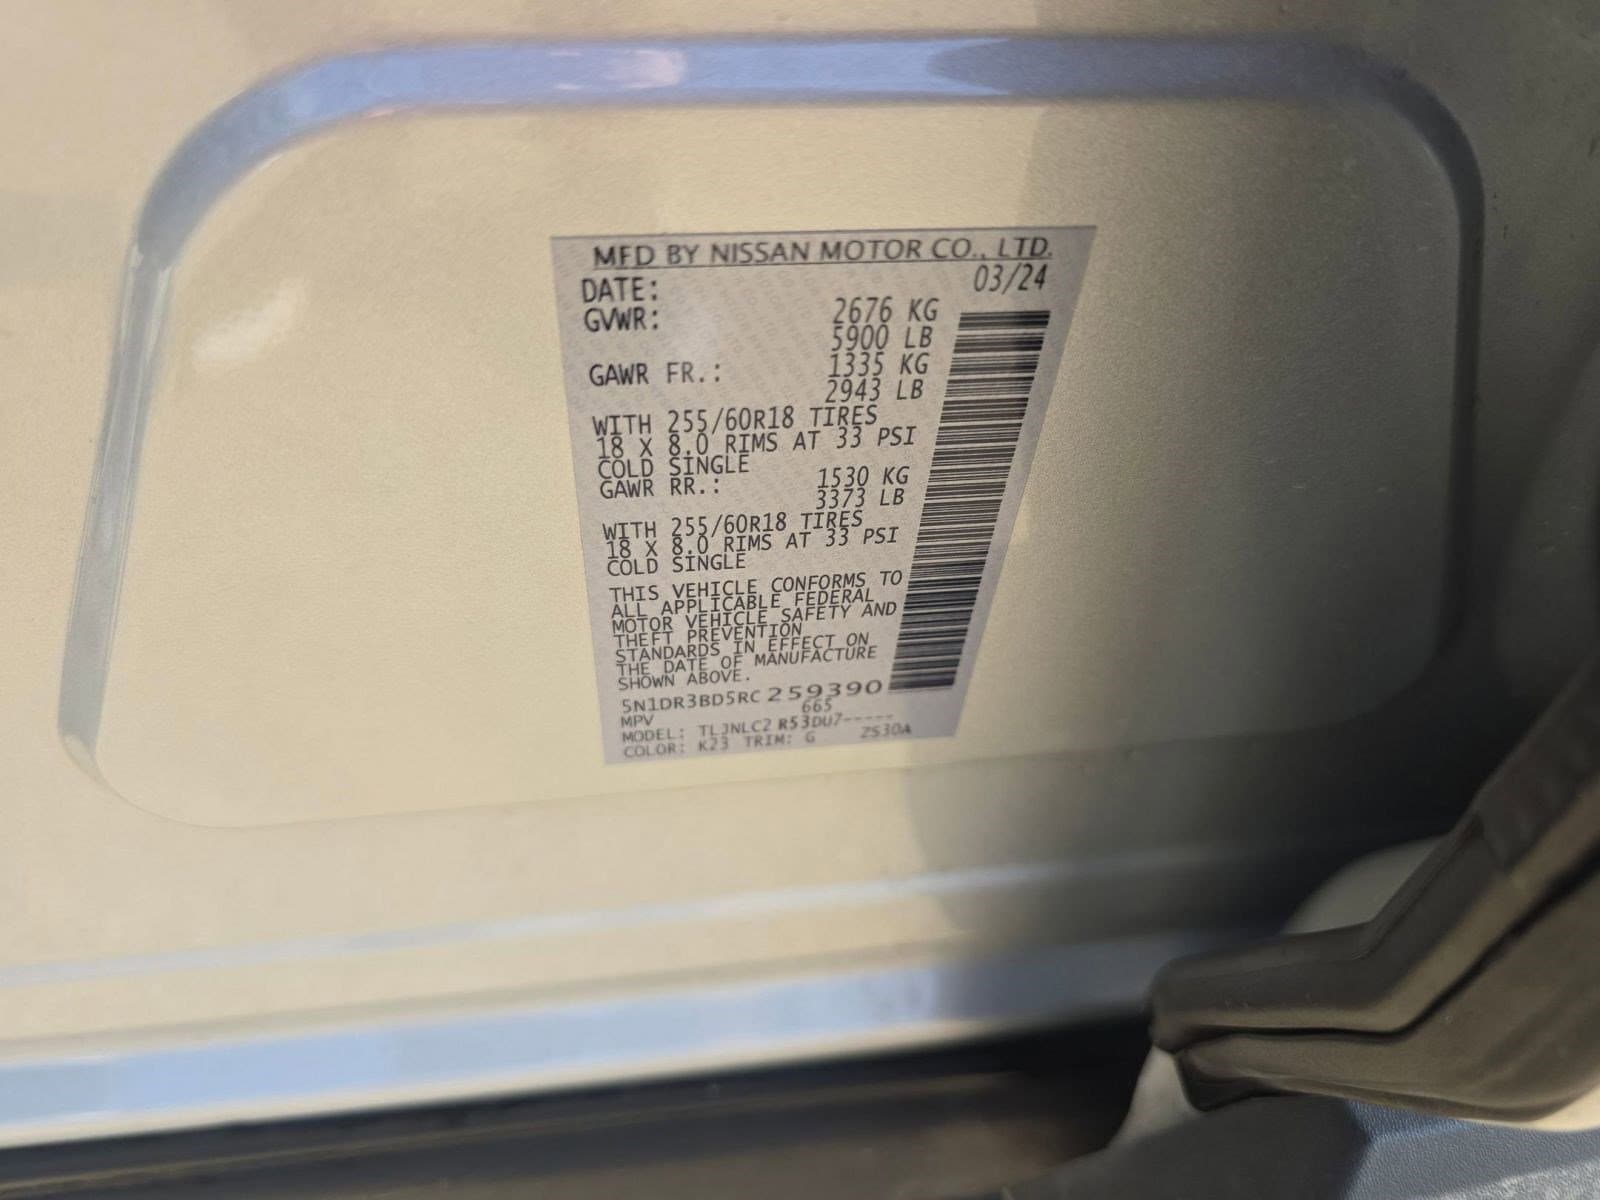 MFD BY NISSAN MOTOR CO., LTD.
DATE: 03/24
GVWR: 2676 KG
5900 LB
GAWR FR.: 1335 KG
2943 LB
WITH 255/60R18 TIRES
18 X 8.0 RIMS AT 33 PSI
COLD SINGLE
GAWR RR.: 1530 KG
3373 LB
WITH 255/60R18 TIRES
18 X 8.0 RIMS AT 33 PSI
COLD SINGLE
THIS VEHICLE CONFORMS TO
ALL APPLICABLE FEDERAL
MOTOR VEHICLE SAFETY AND
THEFT PREVENTION
STANDARDS IN EFFECT ON
THE DATE OF MANUFACTURE
SHOWN ABOVE.
5N1DR3BD5RC259390
MPV 665
MODEL: TLJNLC2 R53DU7-----
COLOR: K23 TRIM: G ZS30A